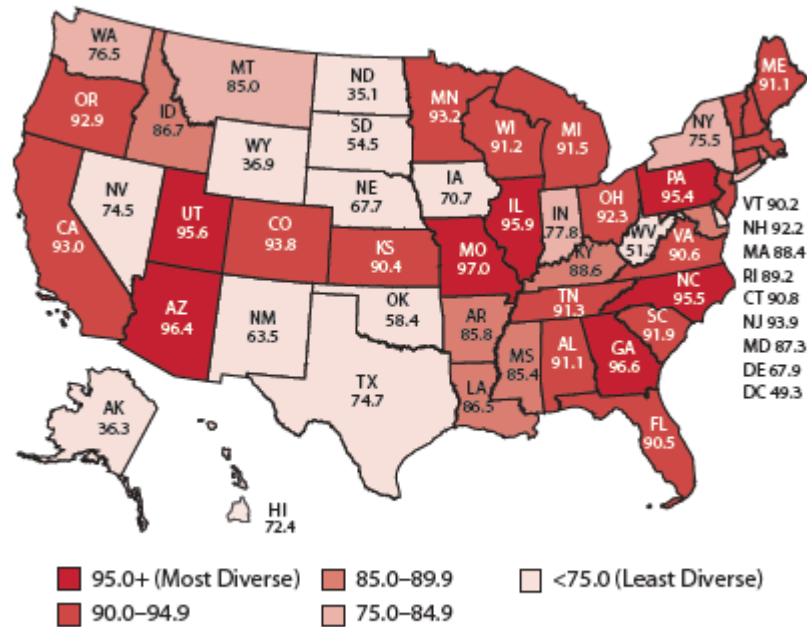 WA
76.5
OR
92.9
CA
93.0
NV
74.5
ID
86.7
MT
85.0
WY
36.9
UT
95.6
AZ
96.4
CO
93.8
NM
63.5
ND
35.1
SD
54.5
NE
67.7
KS
90.4
OK
58.4
TX
74.7
MN
93.2
IA
70.7
MO
97.0
AR
85.8
LA
86.5
WI
91.2
IL
95.9
MI
91.5
IN
77.8
OH
92.3
KY
88.6
TN
91.3
MS
85.4
AL
91.1
GA
96.6
FL
90.5
SC
91.9
NC
95.5
VA
90.6
WV
PA
95.4
NY
75.5
ME
91.1
VT 90.2
NH 92.2
MA 88.4
RI 89.2
CT 90.8
NJ 93.9
MD 87.3
DE 67.9
DC 49.3
AK
36.3
HI
72.4
95.0+ (Most Diverse)
85.0–89.9
<75.0 (Least Diverse)
90.0–94.9
75.0–84.9